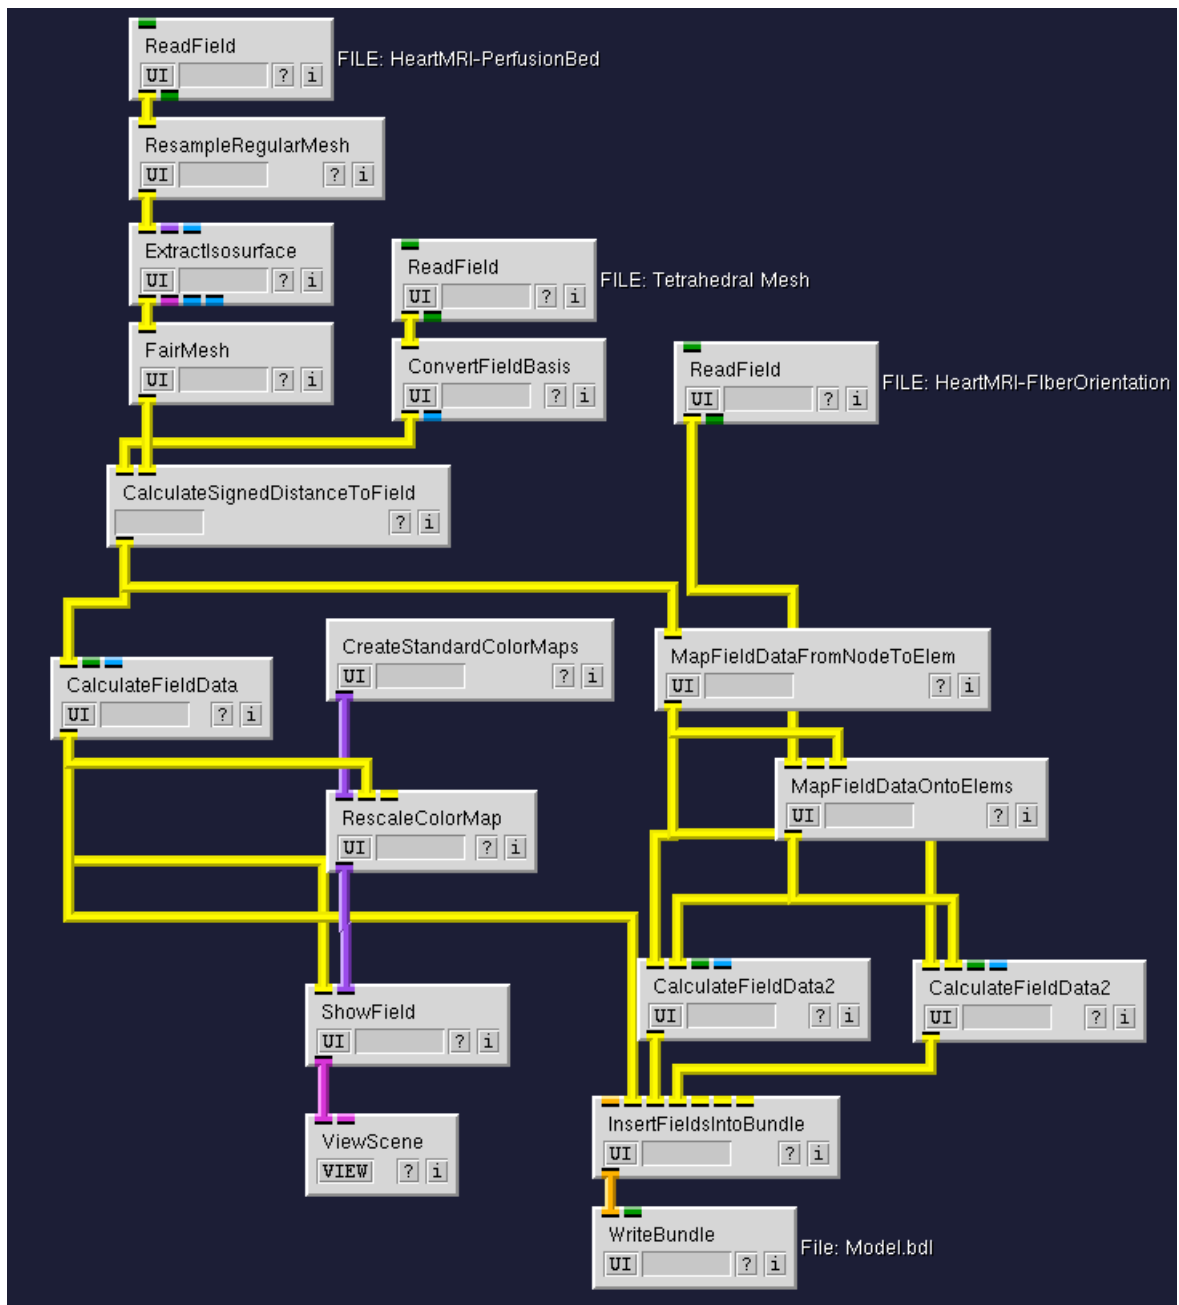 ReadField
UI ? i
FILE: HeartMRI-PerfusionBed
ResampleRegularMesh
UI ? i
ExtractIsosurface
UI ? i
ReadField
UI ? i
FILE: Tetrahedral Mesh
FairMesh
UI ? i
ConvertFieldBasis
UI ? i
ReadField
UI ? i
FILE: HeartMRI-FIberOrientation
CalculateSignedDistanceToField
? i
CalculateFieldData
UI ? i
CreateStandardColorMaps
UI ? i
MapFieldDataFromNodeToElem
UI ? i
MapFieldDataOntoElems
UI ? i
RescaleColorMap
UI ? i
ShowField
UI ? i
CalculateFieldData2
UI ? i
CalculateFieldData2
UI ? i
ViewScene
VIEW ? i
InsertFieldsIntoBundle
UI ? i
WriteBundle
UI ? i
File: Model.bdl